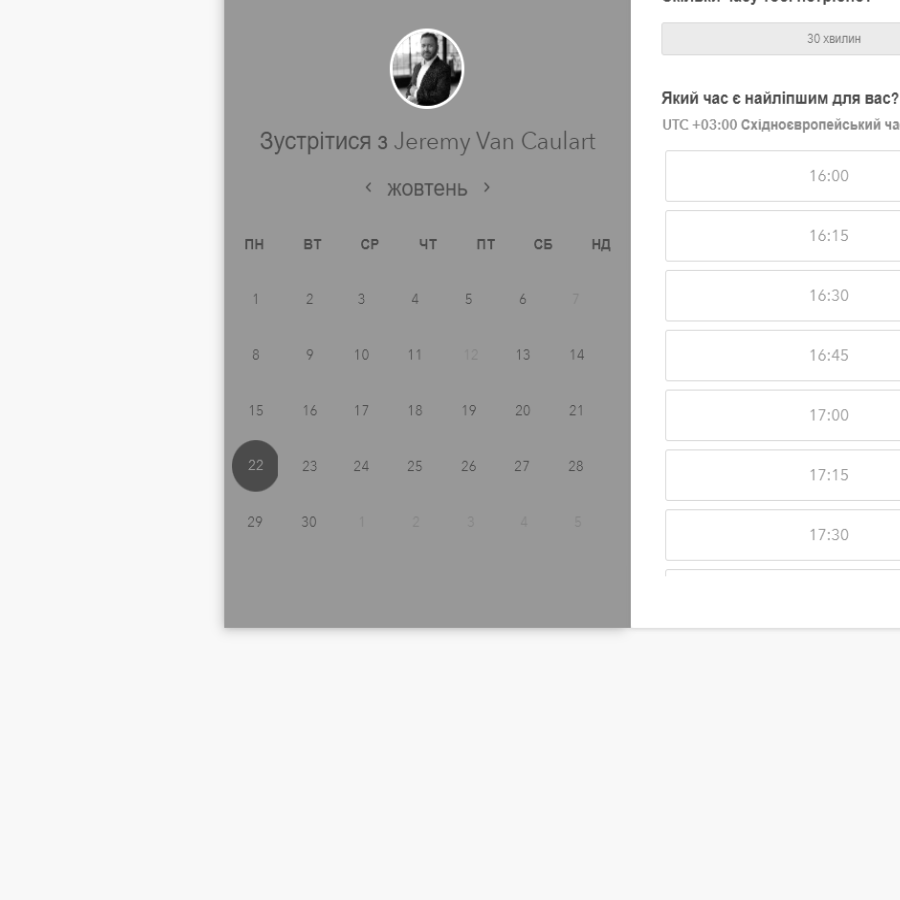 Зустрітися з Jeremy Van Caulart
‹ жовтень ›
ПН ВТ СР ЧТ ПТ СБ НД
1 2 3 4 5 6 7
8 9 10 11 12 13 14
15 16 17 18 19 20 21
22 23 24 25 26 27 28
29 30 1 2 3 4 5
30 хвилин
Який час є найліпшим для вас?
UTC +03:00 Східноєвропейський ча
16:00
16:15
16:30
16:45
17:00
17:15
17:30